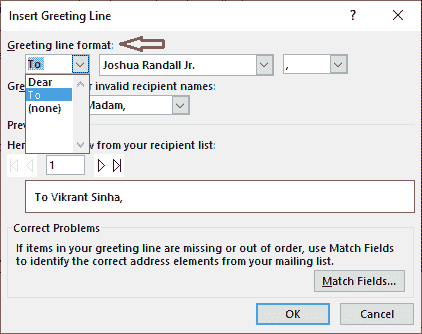 Insert Greeting Line
Greeting line format:
To Joshua Randall Jr. ,
Dear
To
(none)
Gre r invalid recipient names:
Madam,
Prev
Her w from your recipient list:
1
To Vikrant Sinha,
Correct Problems
If items in your greeting line are missing or out of order, use Match Fields
to identify the correct address elements from your mailing list.
Match Fields...
OK Cancel